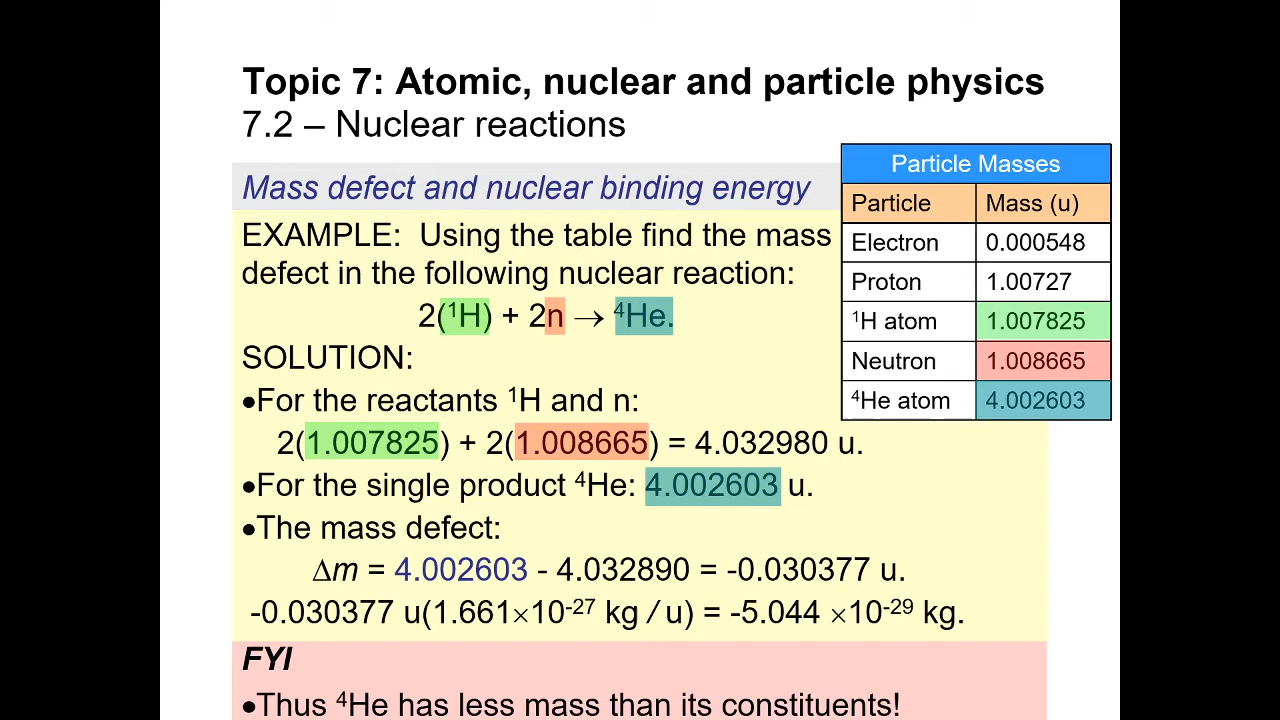 Topic 7: Atomic, nuclear and particle physics
7.2 – Nuclear reactions
Mass defect and nuclear binding energy
EXAMPLE: Using the table find the mass
defect in the following nuclear reaction:
2(¹H) + 2n → ⁴He.
SOLUTION:
•For the reactants ¹H and n:
2(1.007825) + 2(1.008665) = 4.032980 u.
•For the single product ⁴He: 4.002603 u.
•The mass defect:
Δm = 4.002603 - 4.032890 = -0.030377 u.
-0.030377 u(1.661×10⁻²⁷ kg / u) = -5.044 ×10⁻²⁹ kg.
FYI
•Thus ⁴He has less mass than its constituents!
Particle Masses
Particle Mass (u)
Electron 0.000548
Proton 1.00727
¹H atom 1.007825
Neutron 1.008665
⁴He atom 4.002603